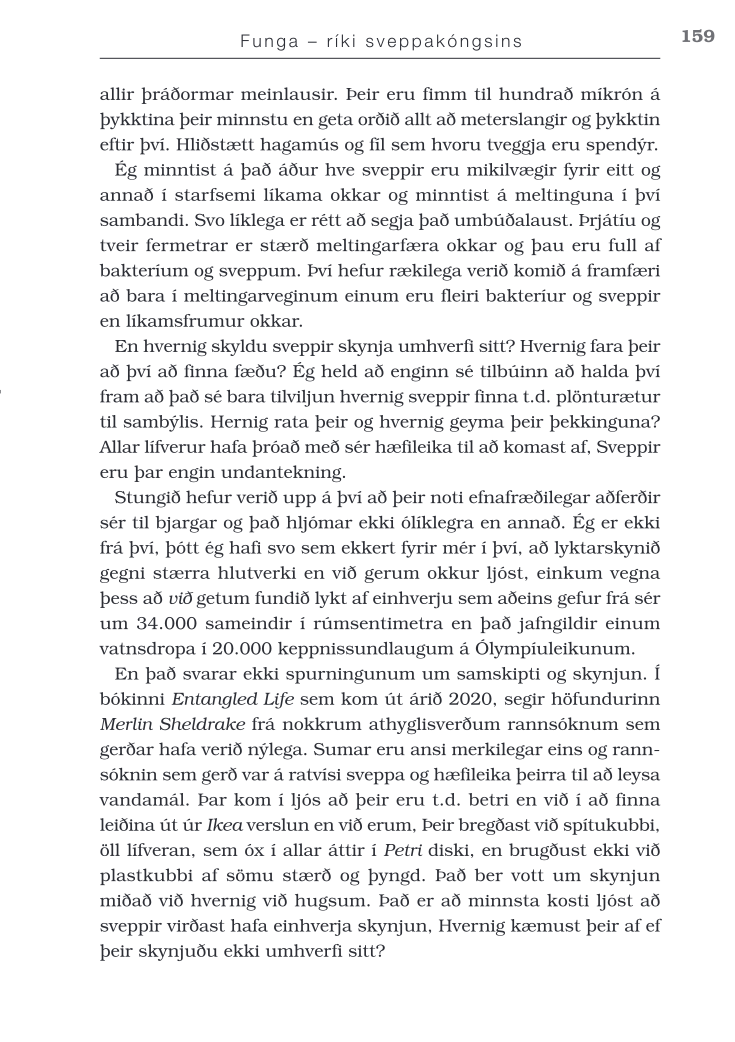 Funga – ríki sveppakóngsins
159
allir þráðormar meinlausir. Þeir eru fimm til hundrað míkrón á
þykktina þeir minnstu en geta orðið allt að meterslangir og þykktin
eftir því. Hliðstætt hagamús og fíl sem hvoru tveggja eru spendýr.
Ég minntist á það áður hve sveppir eru mikilvægir fyrir eitt og
annað í starfsemi líkama okkar og minntist á meltinguna í því
sambandi. Svo líklega er rétt að segja það umbúðalaust. Þrjátíu og
tveir fermetrar er stærð meltingarfæra okkar og þau eru full af
bakteríum og sveppum. Því hefur rækilega verið komið á framfæri
að bara í meltingarveginum einum eru fleiri bakteríur og sveppir
en líkamsfrumur okkar.
En hvernig skyldu sveppir skynja umhverfi sitt? Hvernig fara þeir
að því að finna fæðu? Ég held að enginn sé tilbúinn að halda því
fram að það sé bara tilviljun hvernig sveppir finna t.d. plönturætur
til sambýlis. Hernig rata þeir og hvernig geyma þeir þekkinguna?
Allar lífverur hafa þróað með sér hæfileika til að komast af, Sveppir
eru þar engin undantekning.
Stungið hefur verið upp á því að þeir noti efnafræðilegar aðferðir
sér til bjargar og það hljómar ekki ólíklegra en annað. Ég er ekki
frá því, þótt ég hafi svo sem ekkert fyrir mér í því, að lyktarskynið
gegni stærra hlutverki en við gerum okkur ljóst, einkum vegna
þess að við getum fundið lykt af einhverju sem aðeins gefur frá sér
um 34.000 sameindir í rúmsentimetra en það jafngildir einum
vatnsdropa í 20.000 keppnissundlaugum á Ólympíuleikunum.
En það svarar ekki spurningunum um samskipti og skynjun. Í
bókinni Entangled Life sem kom út árið 2020, segir höfundurinn
Merlin Sheldrake frá nokkrum athyglisverðum rannsóknum sem
gerðar hafa verið nýlega. Sumar eru ansi merkilegar eins og rann-
sóknin sem gerð var á ratvísi sveppa og hæfileika þeirra til að leysa
vandamál. Þar kom í ljós að þeir eru t.d. betri en við í að finna
leiðina út úr Ikea verslun en við erum, Þeir bregðast við spítukubbi,
öll lífveran, sem óx í allar áttir í Petri diski, en brugðust ekki við
plastkubbi af sömu stærð og þyngd. Það ber vott um skynjun
miðað við hvernig við hugsum. Það er að minnsta kosti ljóst að
sveppir virðast hafa einhverja skynjun, Hvernig kæmust þeir af ef
þeir skynjuðu ekki umhverfi sitt?